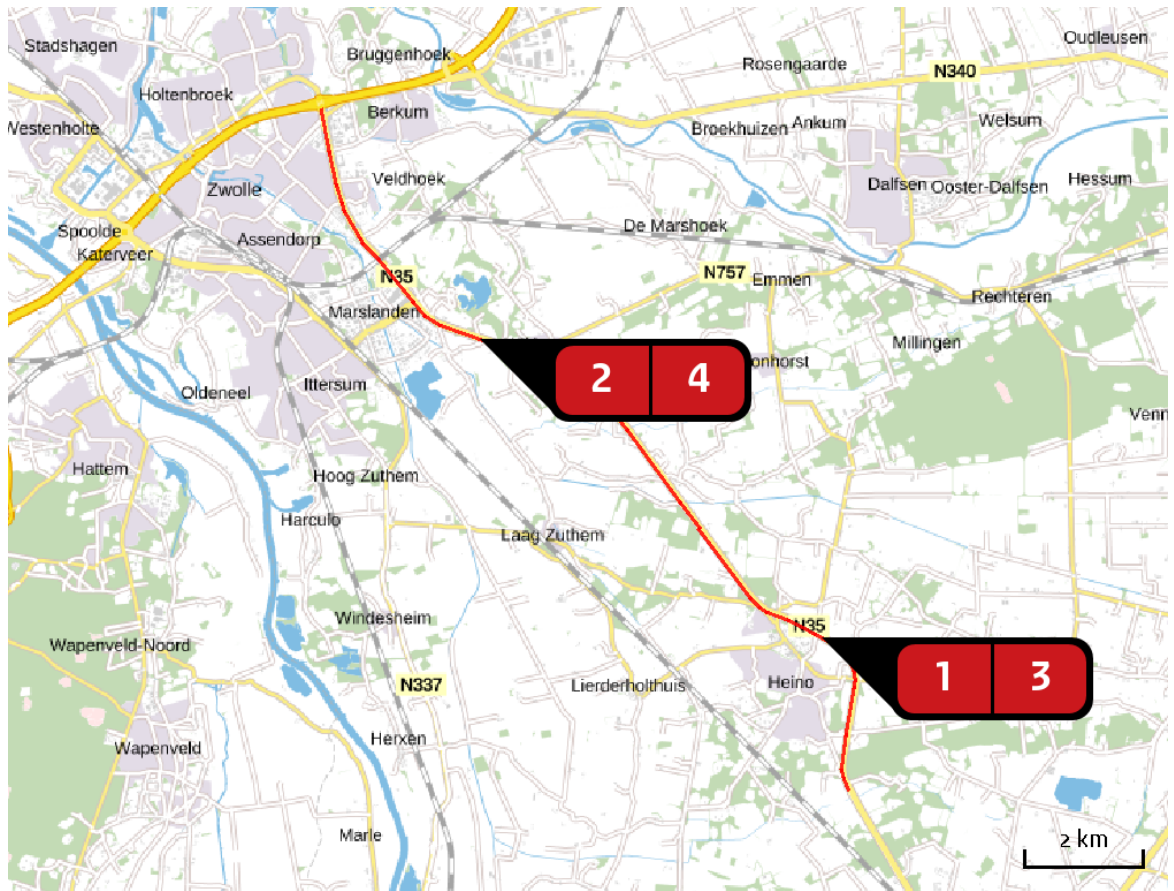 Oudleusen
Stadshagen
Bruggenhoek
Rosengaarde
N340
Holtenbroek
Berkum
Welsum
Westenholte
Broekhuizen
Ankum
Veldhoek
Hessum
Zwolle
Dalfsen
Ooster-Dalfsen
Spoolde
Assendorp
De Marshoek
Katerveer
N35
N757
Emmen
Rechteren
Marslanden
Millingen
onhorst
2 4
Ittersum
Oldeneel
Venn
Hattem
Hoog Zuthem
Harculo
Laag Zuthem
Windesheim
N35
Wapenveld-Noord
1 3
N337
Lierderholthuis
Heino
Herxen
Wapenveld
Marle
2 km